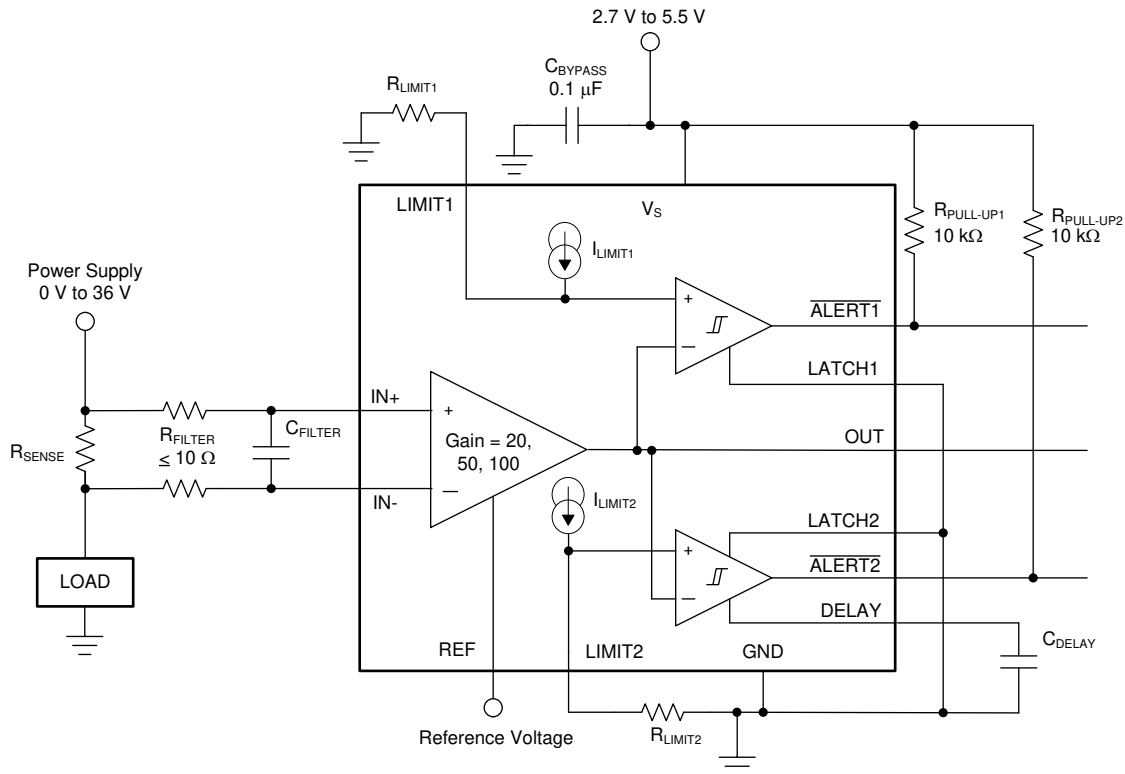 2.7 V to 5.5 V
CBYPASS
0.1 μF
RLIMIT1
LIMIT1
VS
RPULL-UP1
10 kΩ
RPULL-UP2
10 kΩ
ILIMIT1
Power Supply
0 V to 36 V
+
−
ALERT1
LATCH1
IN+
RFILTER
≤ 10 Ω
CFILTER
RSENSE
+
Gain = 20,
50, 100
−
OUT
IN-
ILIMIT2
LATCH2
+
−
ALERT2
LOAD
DELAY
REF
LIMIT2
GND
CDELAY
Reference Voltage
RLIMIT2